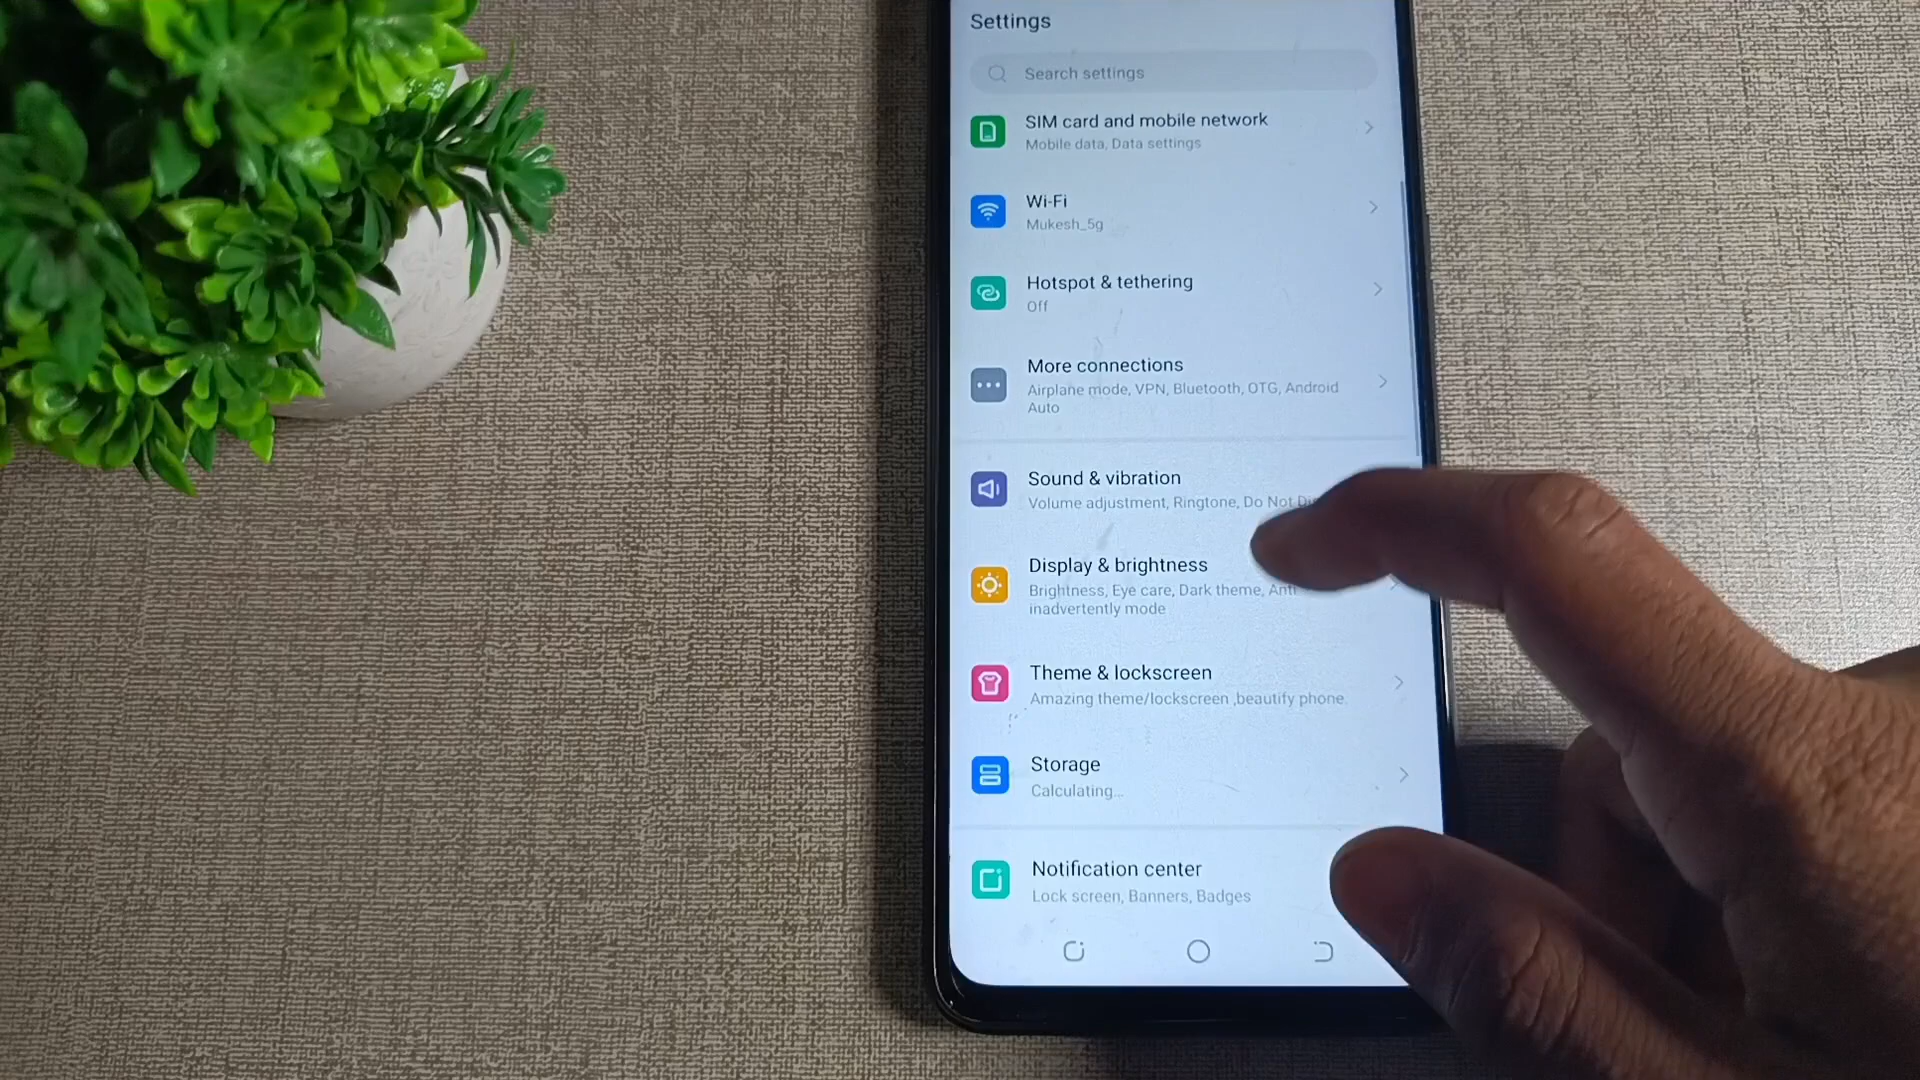 Settings
Search settings
SIM card and mobile network
Mobile data, Data settings
Wi-Fi
Mukesh_5g
Hotspot & tethering
Off
More connections
Airplane mode, VPN, Bluetooth, OTG, Android
Auto
Sound & vibration
Volume adjustment, Ringtone, Do Not
Display & brightness
Brightness, Eye care, Dark theme, Anti
inadvertently mode
Theme & lockscreen
Amazing theme/lockscreen ,beautify phone.
Storage
Calculating...
Notification center
Lock screen, Banners, Badges